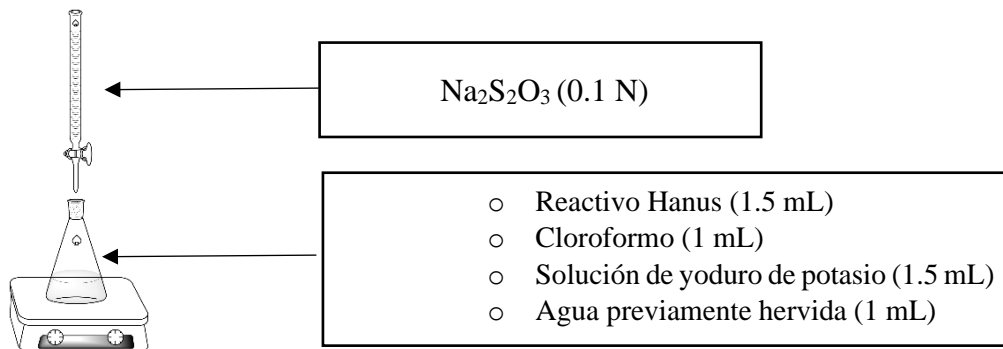 Na₂S₂O₃ (0.1 N)
o Reactivo Hanus (1.5 mL)
o Cloroformo (1 mL)
o Solución de yoduro de potasio (1.5 mL)
o Agua previamente hervida (1 mL)